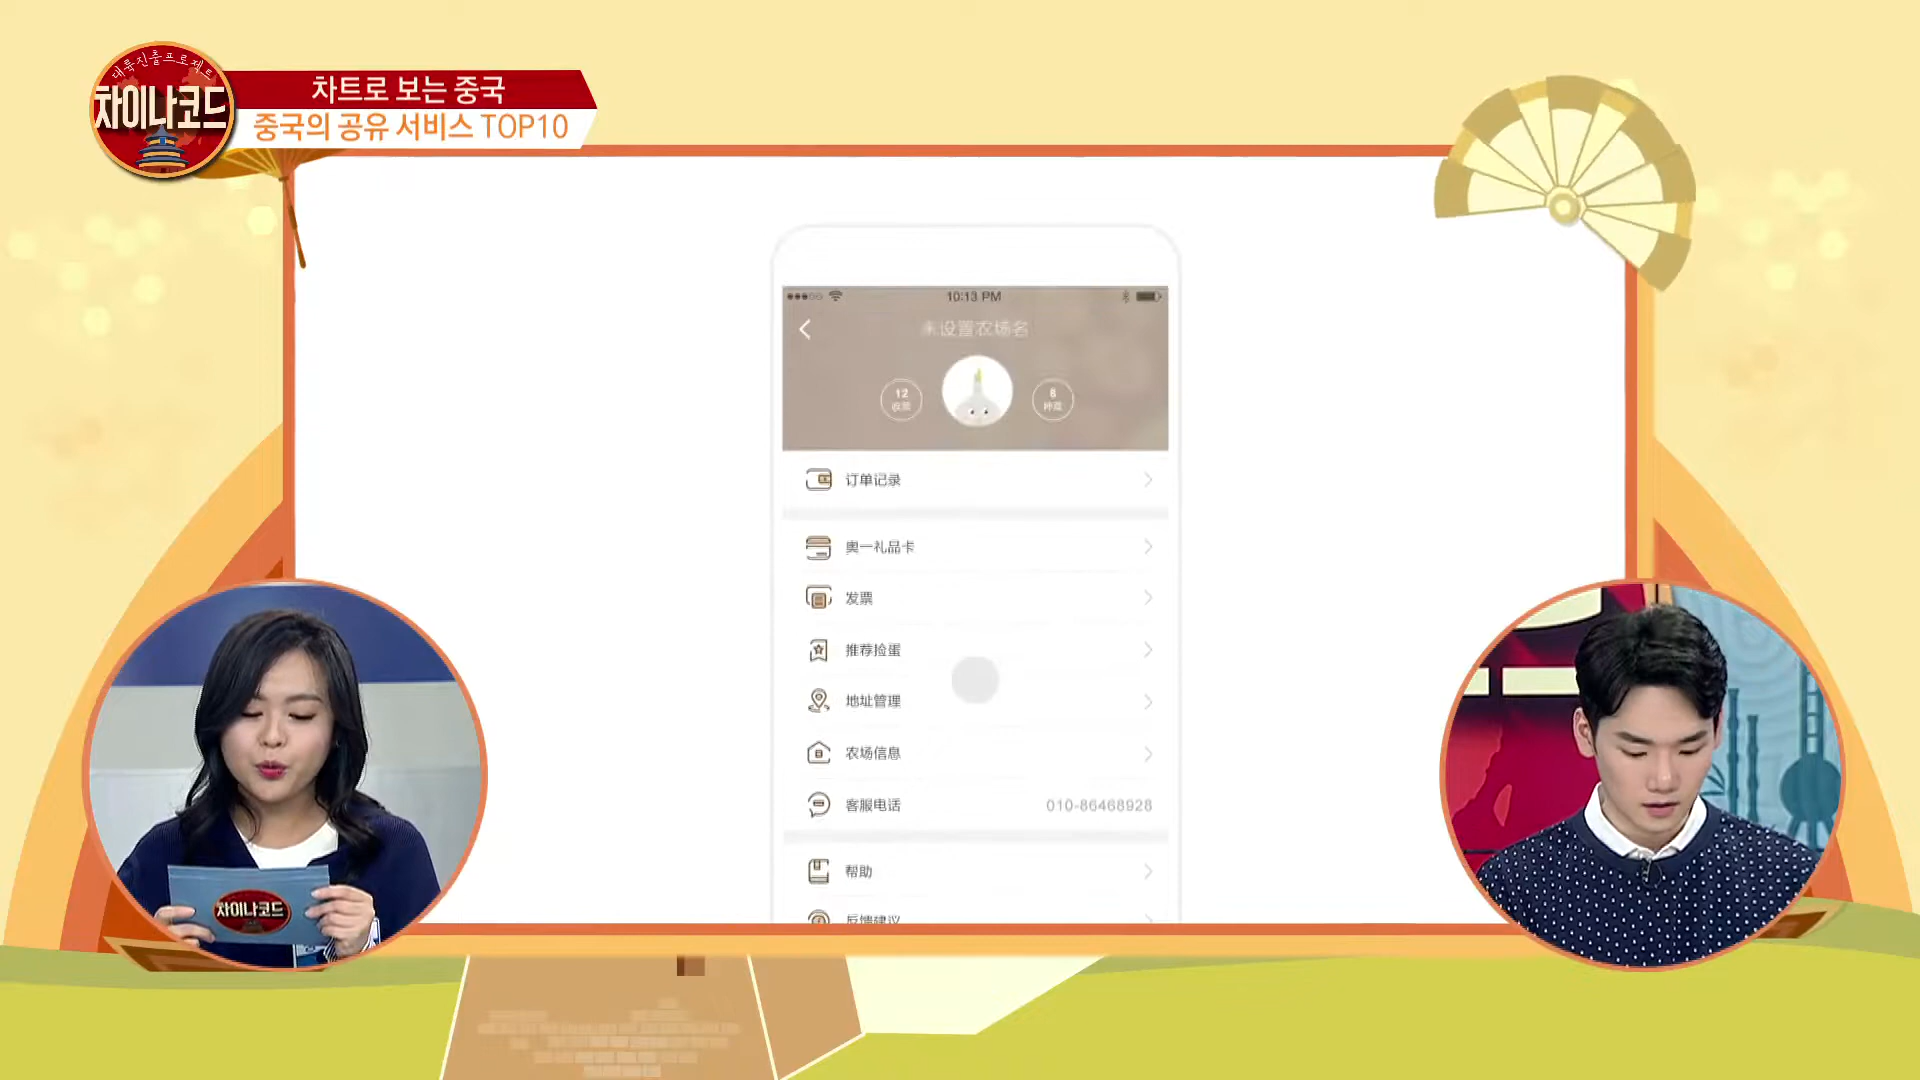 대륙진출프로젝트
차이나코드
차트로 보는 중국
중국의 공유 서비스 TOP10
10:13 PM
未设置农场名
12
8
订单记录
奥一礼品卡
发票
推荐捡蛋
地址管理
农场信息
客服电话 010-86468928
帮助
反馈建议
차이나코드